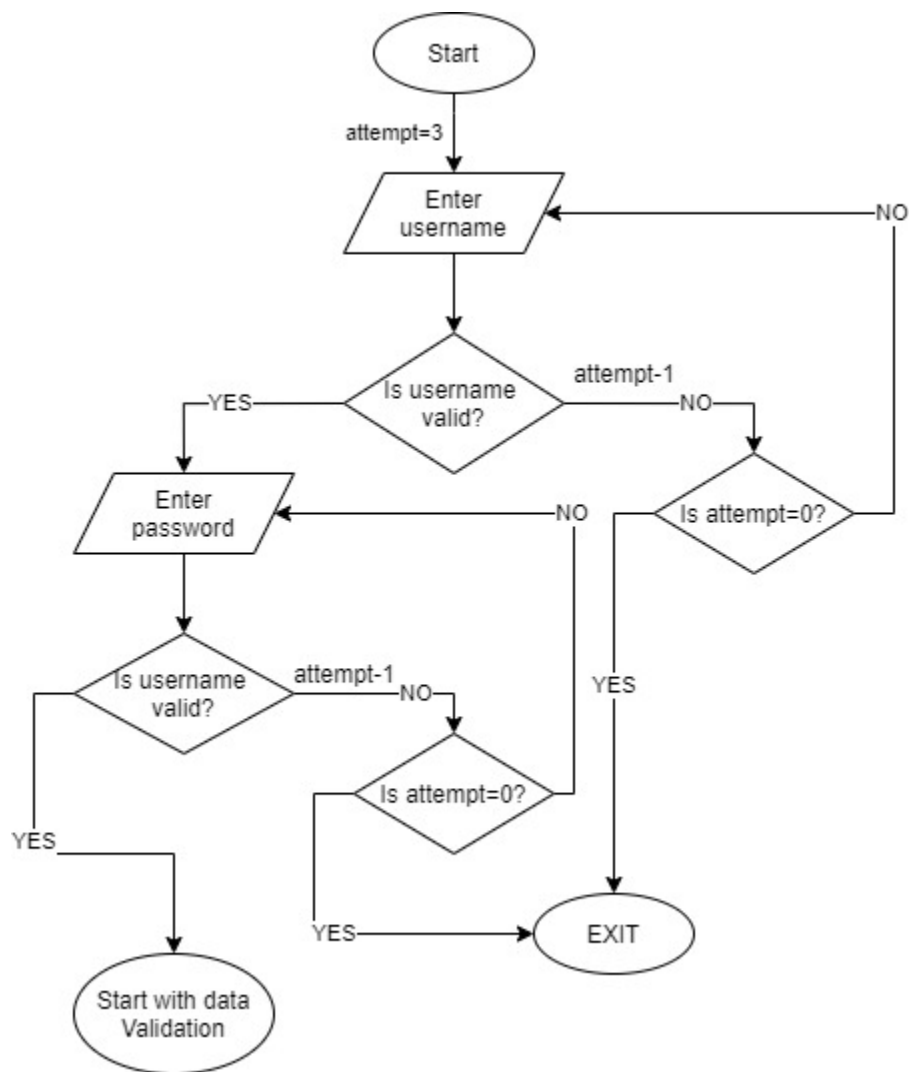 Start
attempt=3
Enter
username
NO
Is username
valid?
attempt-1
YES
NO
Enter
password
Is attempt=0?
NO
Is username
valid?
attempt-1
NO
YES
Is attempt=0?
YES
YES
EXIT
Start with data
Validation